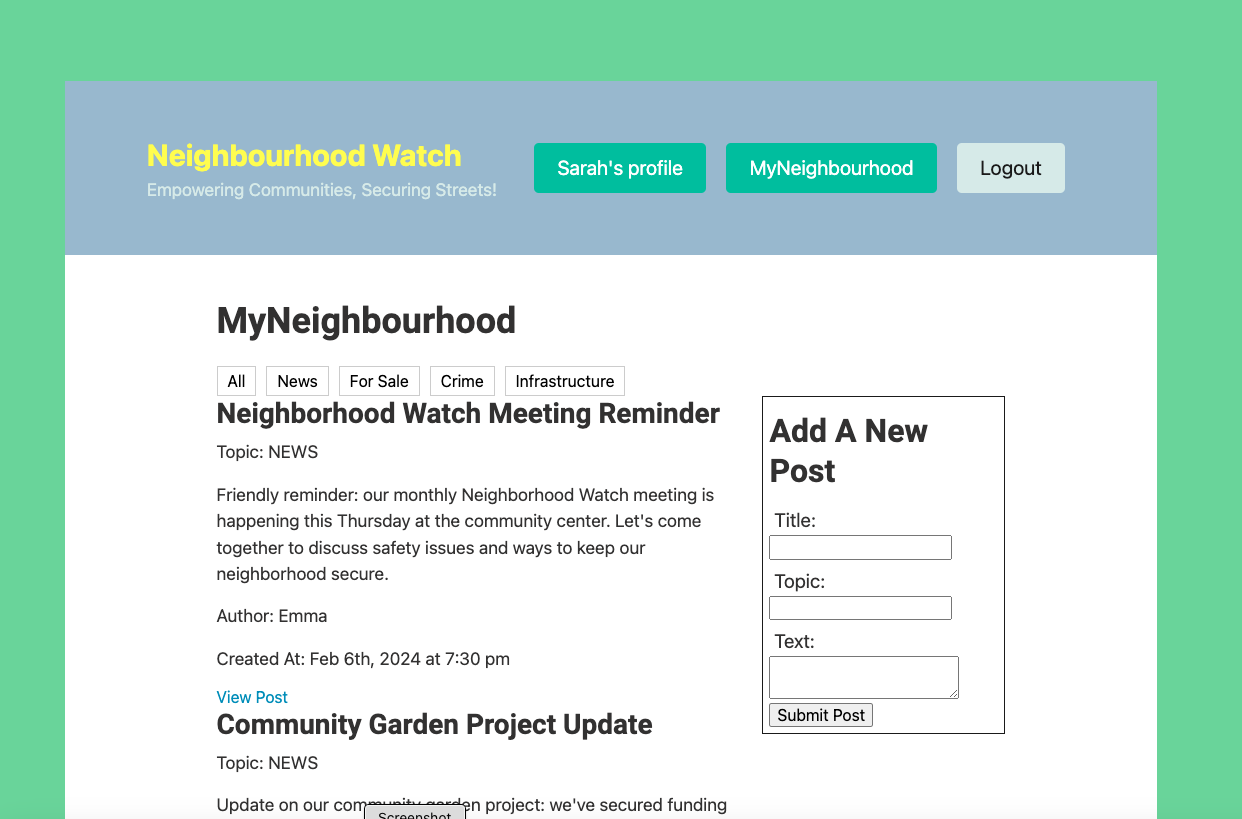 Neighbourhood Watch
Empowering Communities, Securing Streets!
Sarah's profile
MyNeighbourhood
Logout
MyNeighbourhood
All
News
For Sale
Crime
Infrastructure
Neighborhood Watch Meeting Reminder
Topic: NEWS
Friendly reminder: our monthly Neighborhood Watch meeting is
happening this Thursday at the community center. Let's come
together to discuss safety issues and ways to keep our
neighborhood secure.
Author: Emma
Created At: Feb 6th, 2024 at 7:30 pm
View Post
Community Garden Project Update
Topic: NEWS
Update on our community garden project: we've secured funding
Screenshot
Add A New
Post
Title:
Topic:
Text:
Submit Post